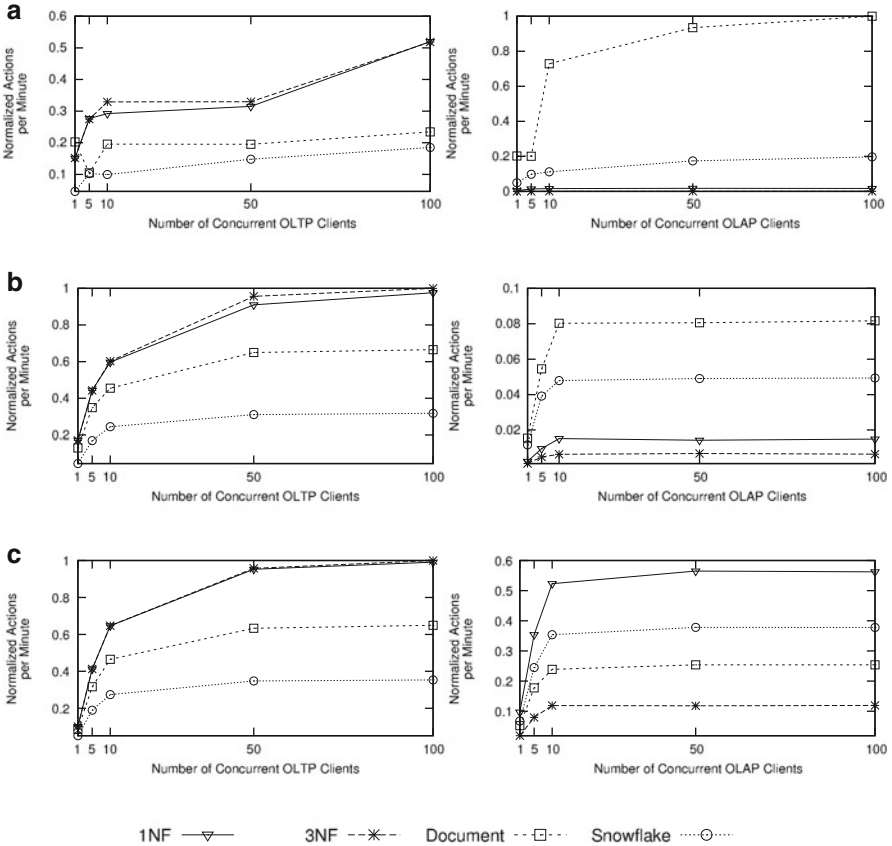 a
0.6
0.5
0.4
0.3
0.2
0.1
Normalized Actions
per Minute
1 5 10 50 100
Number of Concurrent OLTP Clients
1
0.8
0.6
0.4
0.2
0
Normalized Actions
per Minute
1 5 10 50 100
Number of Concurrent OLAP Clients
b
1
0.8
0.6
0.4
0.2
Normalized Actions
per Minute
1 5 10 50 100
Number of Concurrent OLTP Clients
0.1
0.08
0.06
0.04
0.02
Normalized Actions
per Minute
1 5 10 50 100
Number of Concurrent OLAP Clients
c
1
0.8
0.6
0.4
0.2
Normalized Actions
per Minute
1 5 10 50 100
Number of Concurrent OLTP Clients
0.6
0.5
0.4
0.3
0.2
0.1
Normalized Actions
per Minute
1 5 10 50 100
Number of Concurrent OLAP Clients
1NF 3NF Document Snowflake